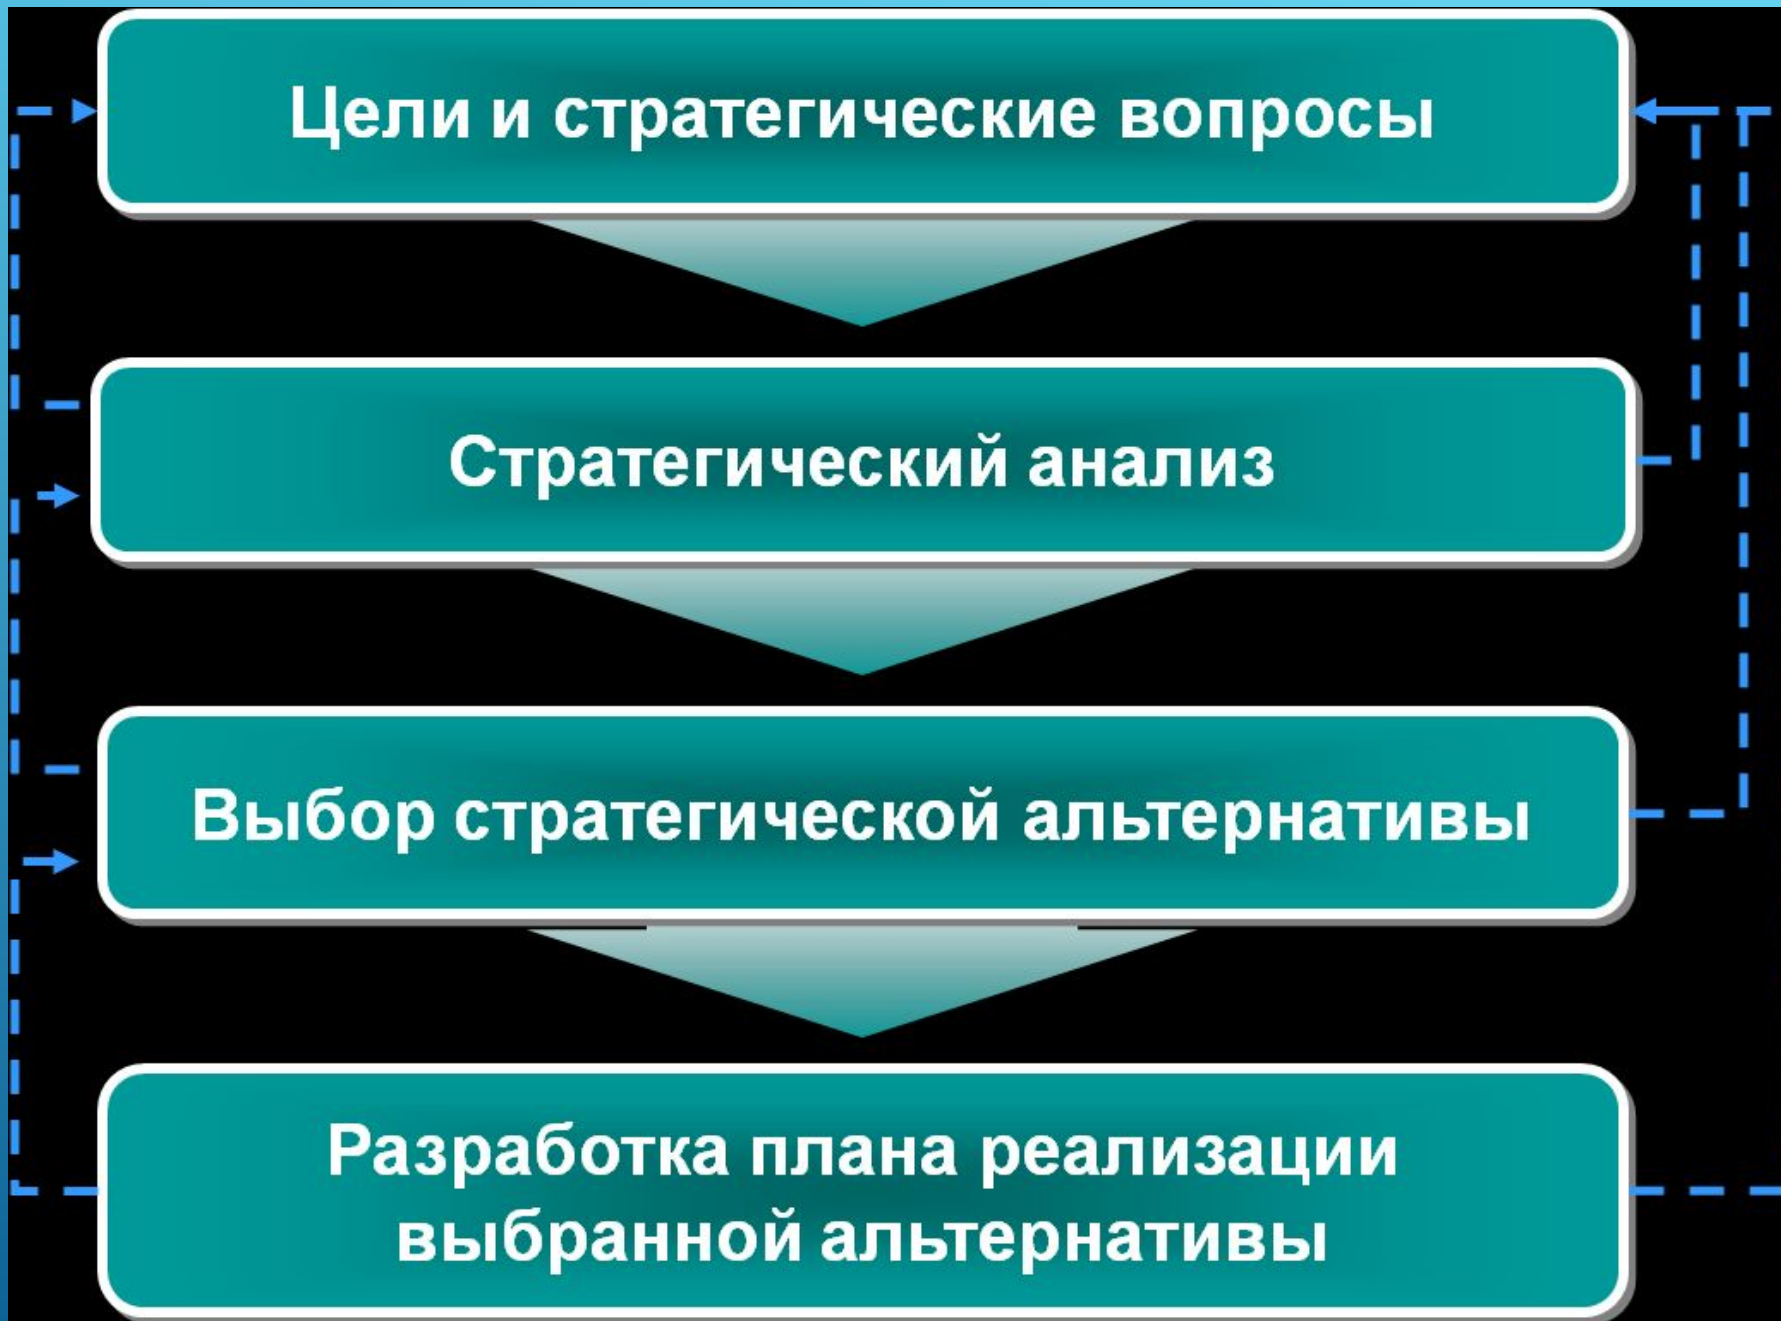 Цели и стратегические вопросы
Стратегический анализ
Выбор стратегической альтернативы
Разработка плана реализации
выбранной альтернативы